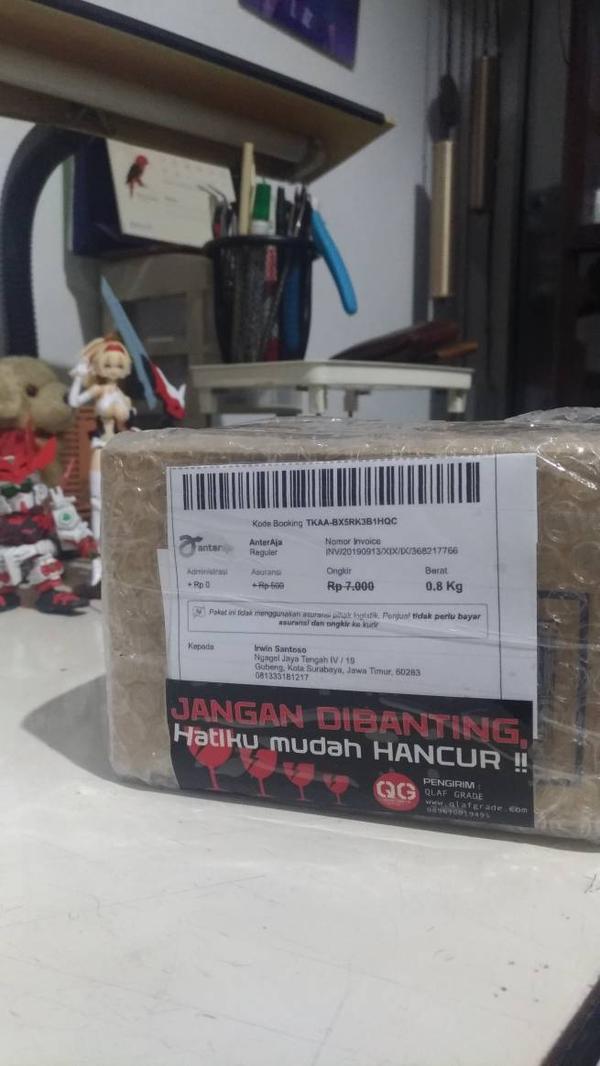 Kode Booking TKAA-BX5RK3B1HQC
anteraja
AnterAja
Reguler
Nomor Invoice
INV/20190913/XIX/IX/368217766
Administrasi
+ Rp 0
Asuransi
+ Rp 500
Ongkir
Rp 7.000
Berat
0.8 Kg
Paket ini tidak menggunakan asuransi pihak logistik. Penjual tidak perlu bayar
asuransi dan ongkir ke kurir
Kepada
Irwin Santoso
Ngagel Jaya Tengah IV / 19
Gubeng, Kota Surabaya, Jawa Timur, 60283
081333181217
JANGAN DIBANTING,
Hatiku mudah HANCUR !!
QG
PENGIRIM :
QLAF GRADE
www.qlafgrade.com